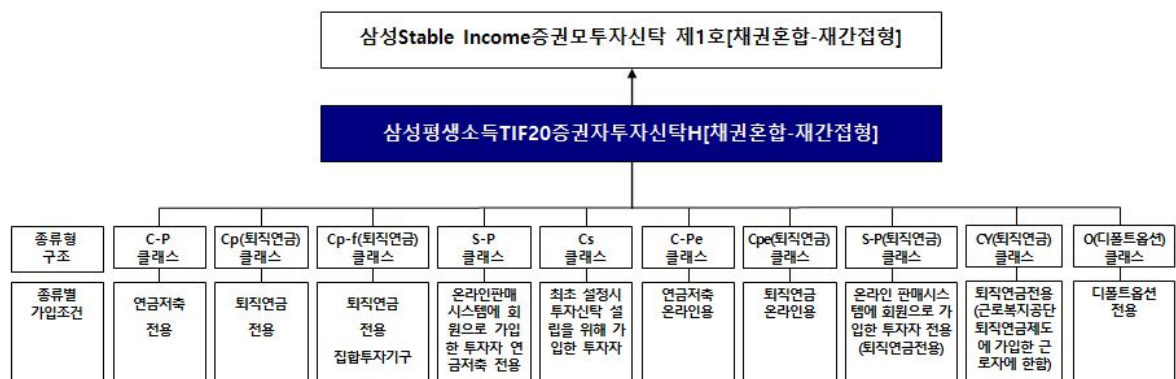 삼성Stable Income증권모투자신탁 제1호[채권혼합-재간접형]
삼성평생소득TIF20증권자투자신탁H[채권혼합-재간접형]
종류형
구조
C-P
클래스
Cp(퇴직연금)
클래스
Cp-f(퇴직연금)
클래스
S-P
클래스
Cs
클래스
C-Pe
클래스
Cpe(퇴직연금)
클래스
S-P(퇴직연금)
클래스
CY(퇴직연금)
클래스
O(디폴트옵션)
클래스
종류별
가입조건
연금저축
전용
퇴직연금
전용
퇴직연금
전용
집합투자기구
온라인판매
시스템에 회
원으로 가입
한 투자자 연
금저축 전용
최초 설정시
투자신탁 설
립을 위해 가
입한 투자자
연금저축
온라인용
퇴직연금
온라인용
온라인 판매시스
템에 회원으로 가
입한 투자자 전용
(퇴직연금전용)
퇴직연금전용
(근로복지공단
퇴직연금제도
에 가입한 근
로자에 한함)
디폴트옵션
전용